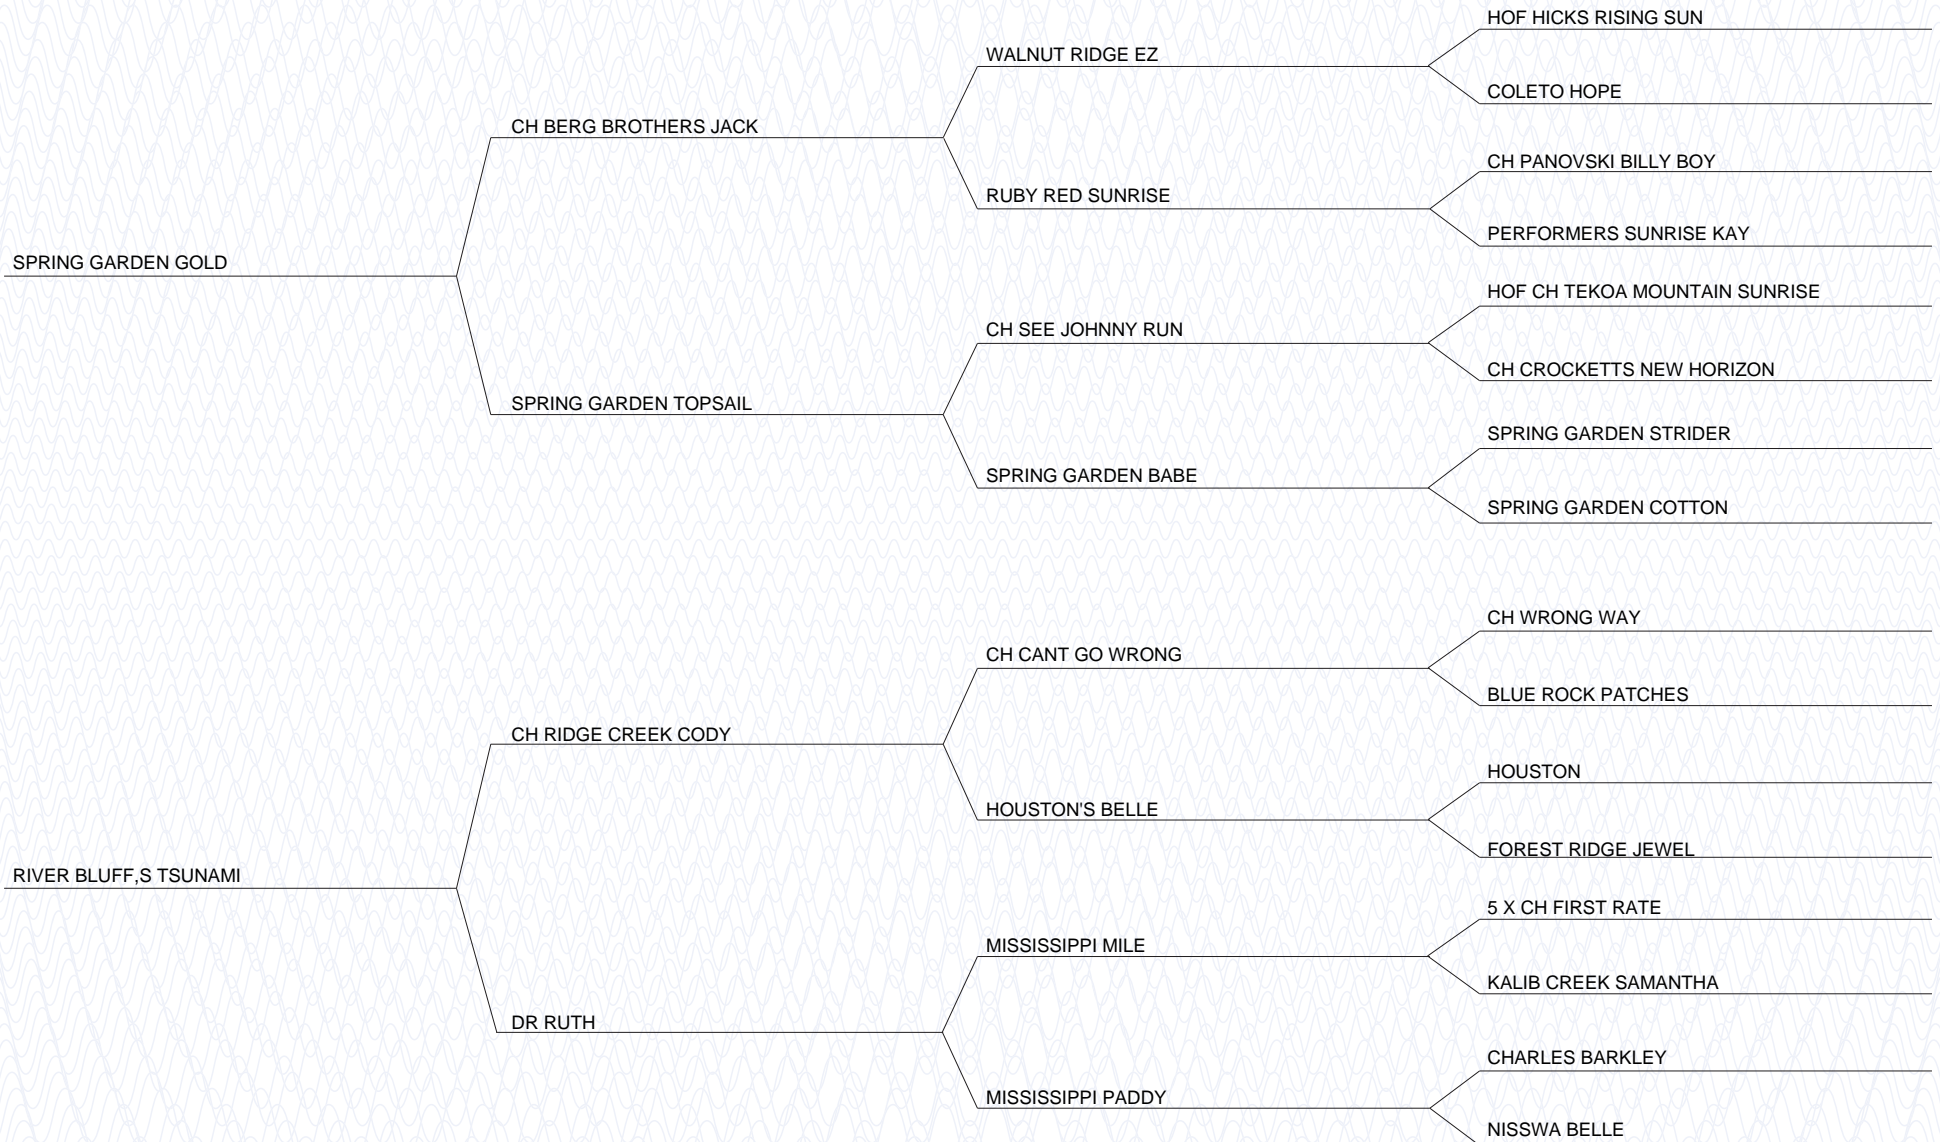 HOF HICKS RISING SUN
WALNUT RIDGE EZ
COLETO HOPE
CH BERG BROTHERS JACK
CH PANOVSKI BILLY BOY
RUBY RED SUNRISE
PERFORMERS SUNRISE KAY
SPRING GARDEN GOLD
HOF CH TEKOA MOUNTAIN SUNRISE
CH SEE JOHNNY RUN
CH CROCKETTS NEW HORIZON
SPRING GARDEN TOPSAIL
SPRING GARDEN STRIDER
SPRING GARDEN BABE
SPRING GARDEN COTTON
CH WRONG WAY
CH CANT GO WRONG
BLUE ROCK PATCHES
CH RIDGE CREEK CODY
HOUSTON
HOUSTON'S BELLE
FOREST RIDGE JEWEL
RIVER BLUFF,S TSUNAMI
5 X CH FIRST RATE
MISSISSIPPI MILE
KALIB CREEK SAMANTHA
DR RUTH
CHARLES BARKLEY
MISSISSIPPI PADDY
NISSWA BELLE